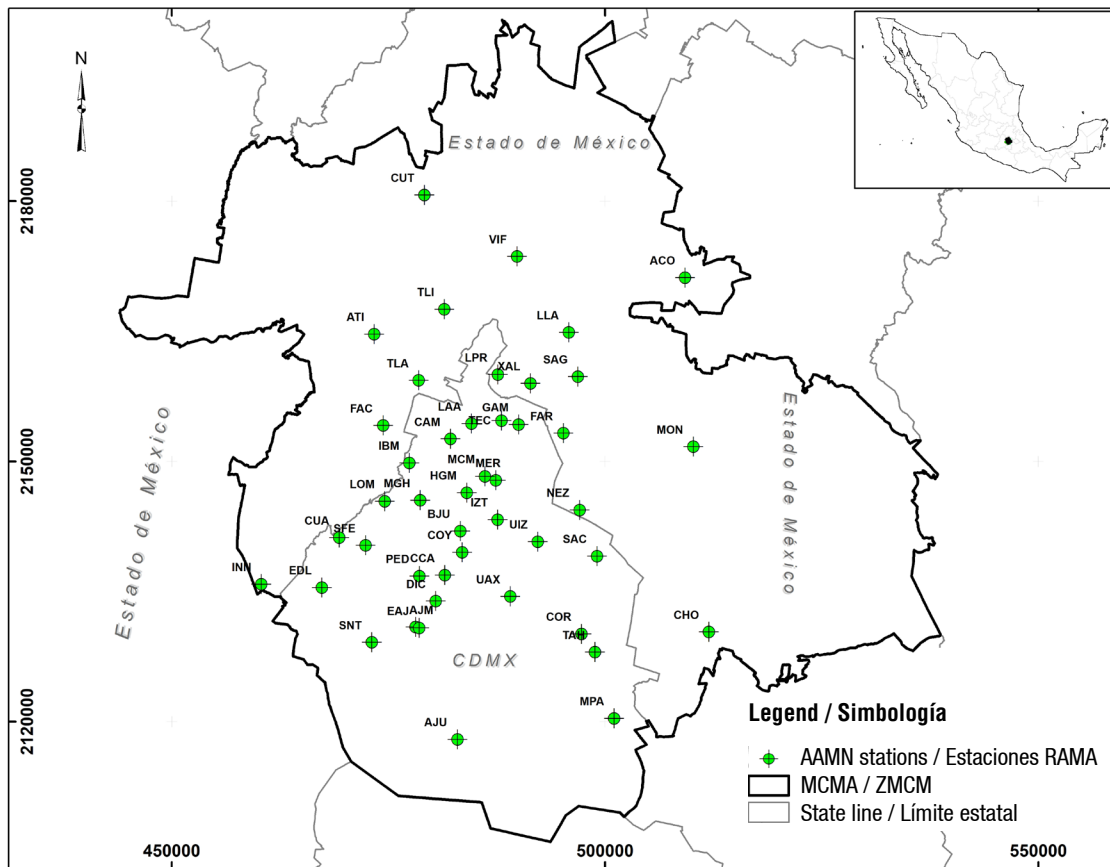 N
Estado de México
CUT
2180000
VIF
ACO
TLI
ATI
LLA
LPR
XAL
SAG
TLA
LAA
GAM
TEC
FAR
FAC
CAM
MON
IBM
2150000
MCM
MER
HGM
LOM
MGH
IZT
NEZ
BJU
UIZ
CUA
SFE
COY
SAC
Estado de México
Estado de México
PED
CCA
INN
EDL
DIC
UAX
EAJ
AJM
SNT
COR
TAH
CHO
CDMX
MPA
AJU
2120000
Legend / Simbología
AAMN stations / Estaciones RAMA
MCMA / ZMCM
State line / Límite estatal
450000
500000
550000